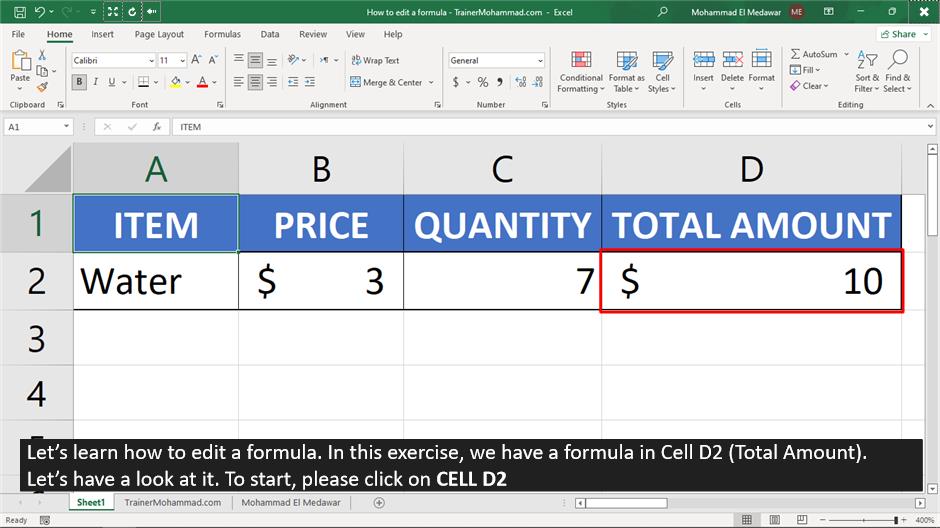 How to edit a formula - TrainerMohammad.com - Excel
Mohammad El Medawar ME
File Home Insert Page Layout Formulas Data Review View Help Share
Paste Calibri 11 A^ A˅ Wrap Text General Conditional Formatting Format as Table Cell Styles Insert Delete Format AutoSum Sort & Filter Find & Select
B I U A Merge & Center $ % , Fill
Clear
Clipboard Font Alignment Number Styles Cells Editing
A1 fx ITEM
A B C D
1 ITEM PRICE QUANTITY TOTAL AMOUNT
2 Water $ 3 7 $ 10
3
4
Let's learn how to edit a formula. In this exercise, we have a formula in Cell D2 (Total Amount).
Let's have a look at it. To start, please click on CELL D2
Sheet1 TrainerMohammad.com Mohammad El Medawar
Ready 400%